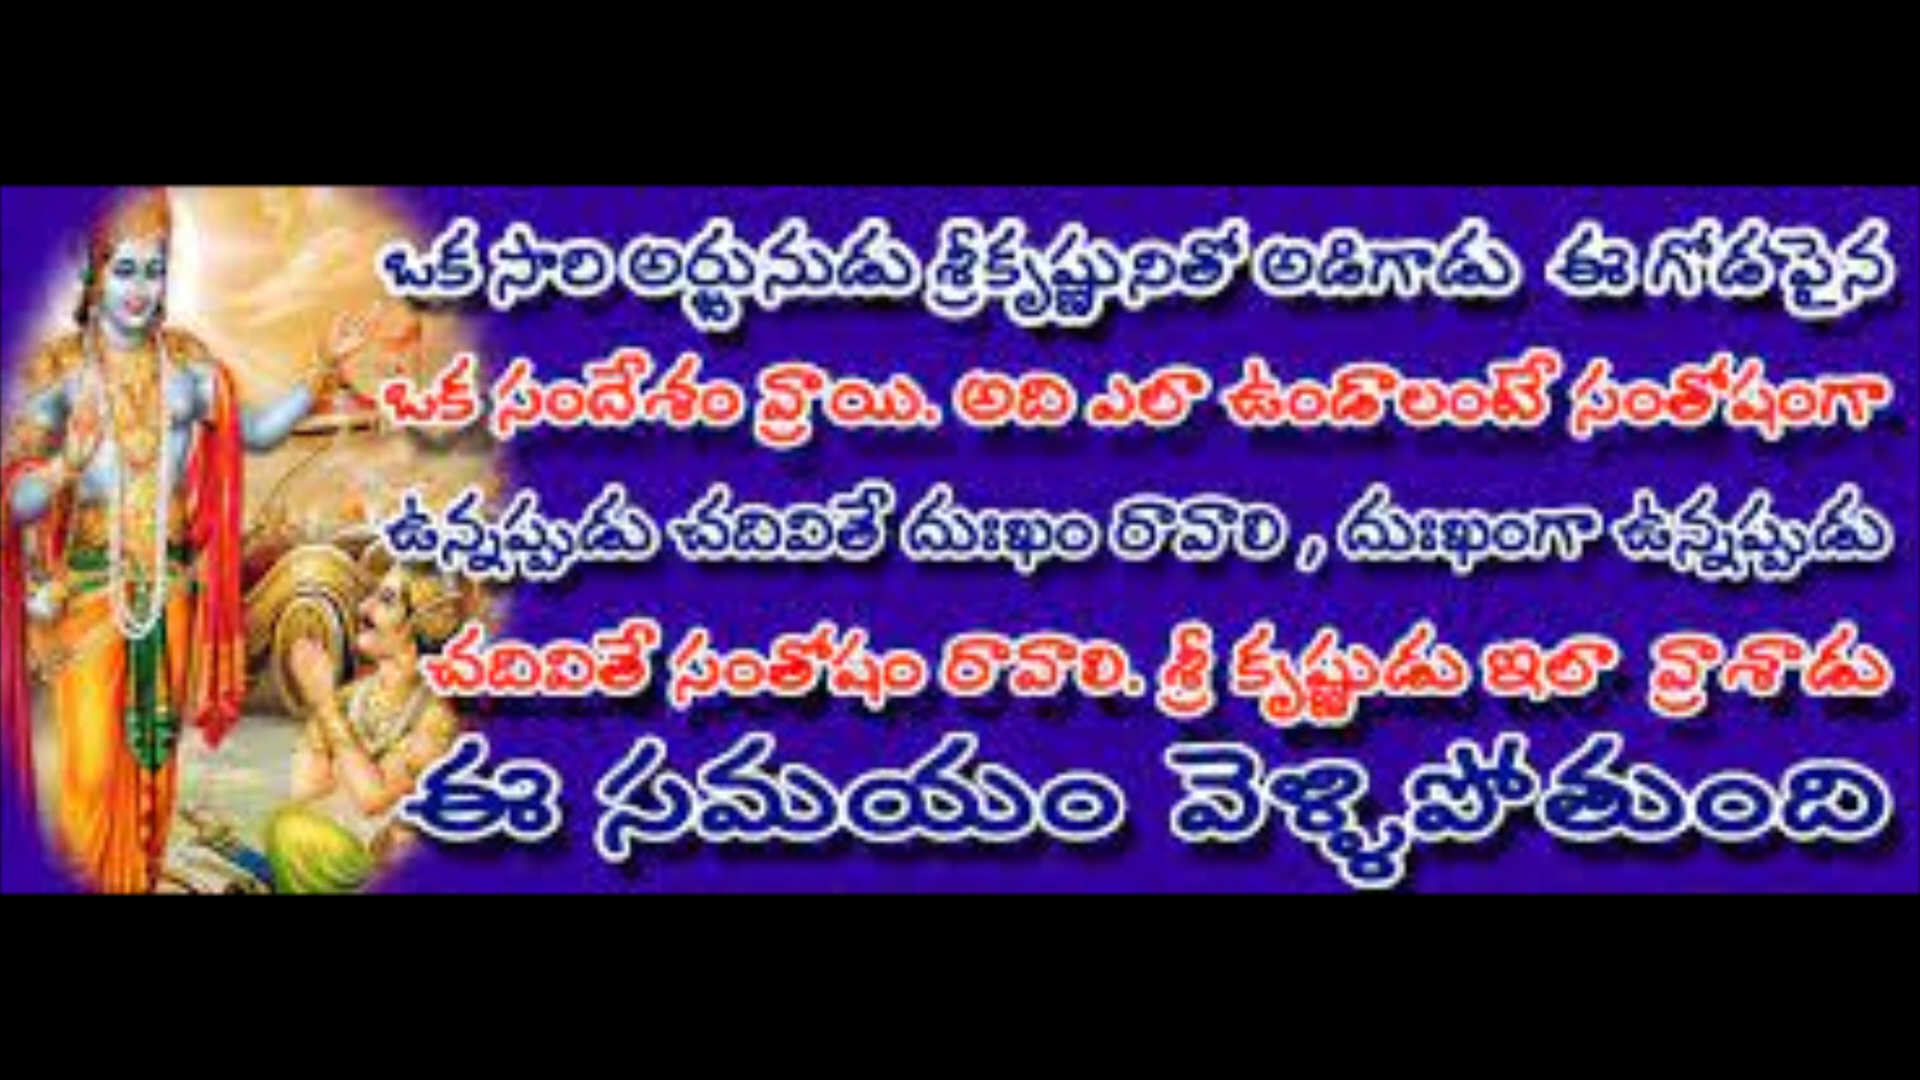 ఒక సారి అర్జునుడు శ్రీకృష్ణునితో అడిగాడు ఈ గోడపైన
ఒక సందేశం వ్రాయి. అది ఎలా ఉండాలంటే సంతోషంగా
ఉన్నప్పుడు చదివితే దుఃఖం రావాలి , దుఃఖంగా ఉన్నప్పుడు
చదివితే సంతోషం రావాలి. శ్రీ కృష్ణుడు ఇలా వ్రాశాడు
ఈ సమయం వెళ్ళిపోతుంది